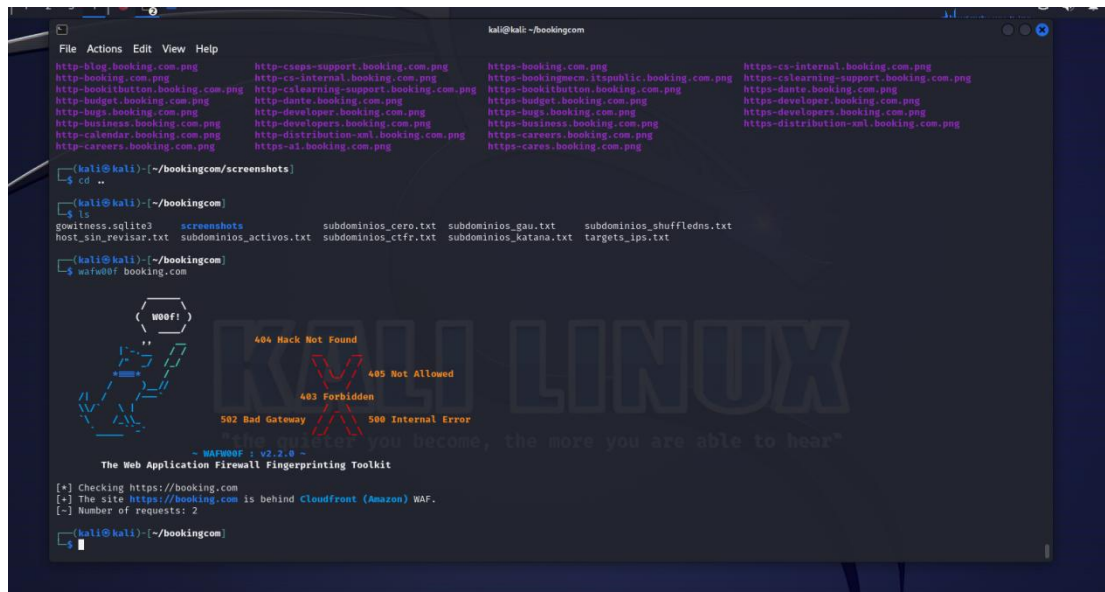 kali@kali: ~/bookingcom
File Actions Edit View Help
http-blog.booking.com.png http-cseps-support.booking.com.png https-booking.com.png https-cs-internal.booking.com.png
http-booking.com.png http-cs-internal.booking.com.png https-bookingmecm.itspublic.booking.com.png https-cslearning-support.booking.com.png
http-bookitbutton.booking.com.png http-cslearning-support.booking.com.png https-bookitbutton.booking.com.png https-dante.booking.com.png
http-budget.booking.com.png http-dante.booking.com.png https-budget.booking.com.png https-developer.booking.com.png
http-bugs.booking.com.png http-developer.booking.com.png https-bugs.booking.com.png https-developers.booking.com.png
http-business.booking.com.png http-developers.booking.com.png https-business.booking.com.png https-distribution-xml.booking.com.png
http-calendar.booking.com.png http-distribution-xml.booking.com.png https-careers.booking.com.png
http-careers.booking.com.png https-a1.booking.com.png https-cares.booking.com.png
(kali㉿kali)-[~/bookingcom/screenshots]
$ cd ..
(kali㉿kali)-[~/bookingcom]
$ ls
gowitness.sqlite3 screenshots subdominios_cero.txt subdominios_gau.txt subdominios_shuffledns.txt
host_sin_revisar.txt subdominios_activos.txt subdominios_ctfr.txt subdominios_katana.txt targets_ips.txt
(kali㉿kali)-[~/bookingcom]
$ wafw00f booking.com
( W00f! )
404 Hack Not Found
405 Not Allowed
403 Forbidden
502 Bad Gateway 500 Internal Error
KALI LINUX
"the quieter you become, the more you are able to hear"
~ WAFW00F : v2.2.0 ~
The Web Application Firewall Fingerprinting Toolkit
[*] Checking https://booking.com
[+] The site https://booking.com is behind Cloudfront (Amazon) WAF.
[~] Number of requests: 2
(kali㉿kali)-[~/bookingcom]
$